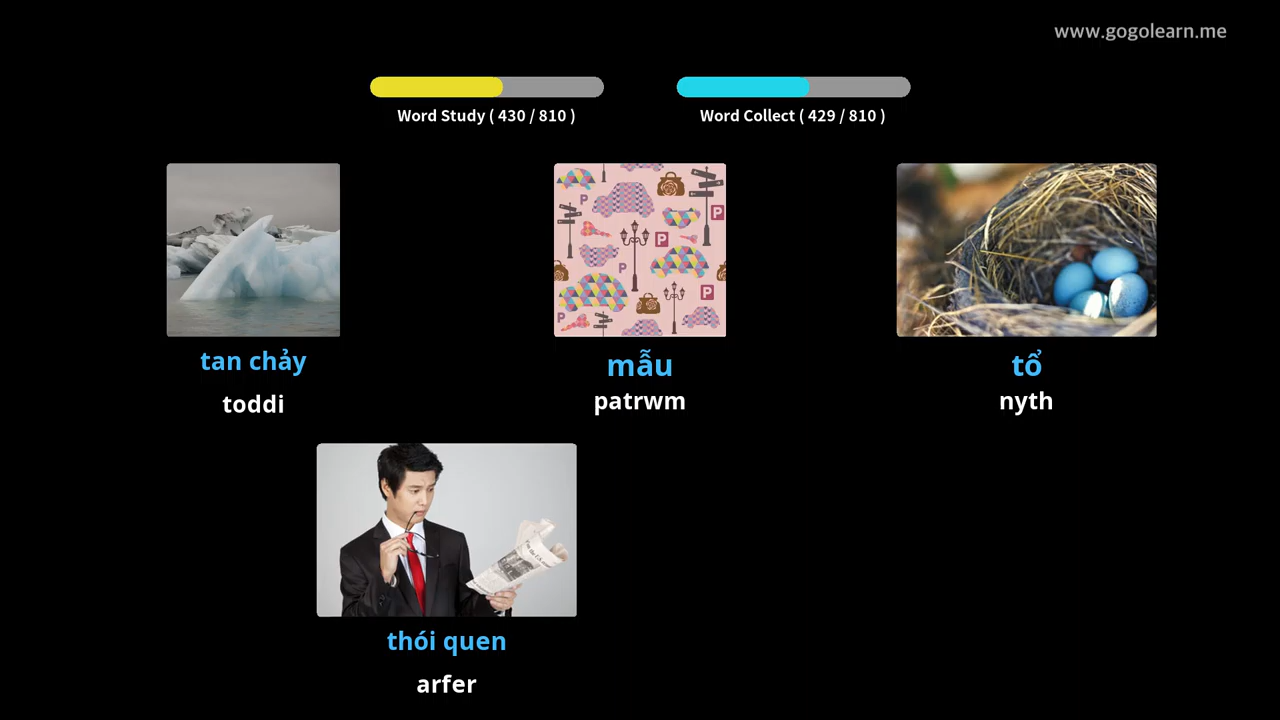 www.gogolearn.me
Word Study ( 430 / 810 )
Word Collect ( 429 / 810 )
tan chảy
toddi
mẫu
patrwm
tổ
nyth
thói quen
arfer